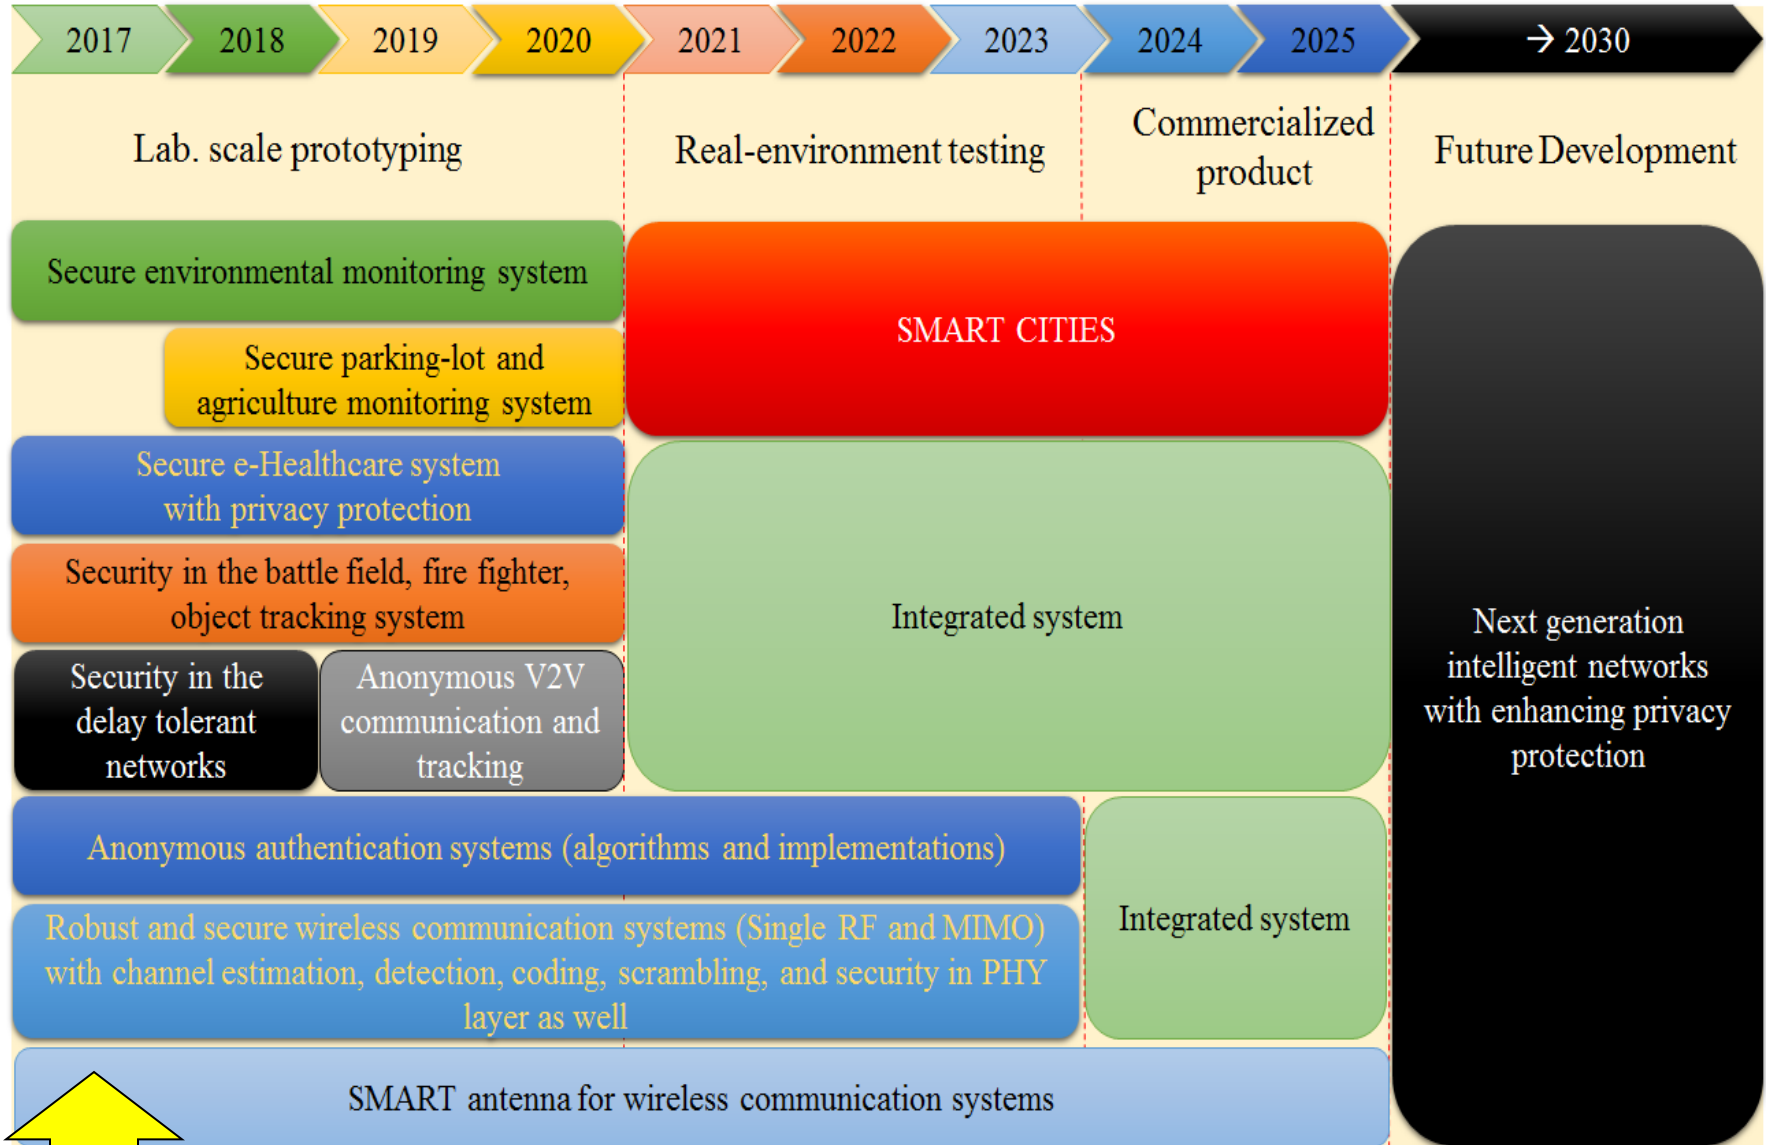 2017
2018
2019
2020
2021
2022
2023
2024
2025
→ 2030
Lab. scale prototyping
Real-environment testing
Commercialized
product
Future Development
Secure environmental monitoring system
Secure parking-lot and
agriculture monitoring system
SMART CITIES
Secure e-Healthcare system
with privacy protection
Security in the battle field, fire fighter,
object tracking system
Security in the
delay tolerant
networks
Anonymous V2V
communication and
tracking
Integrated system
Next generation
intelligent networks
with enhancing privacy
protection
Anonymous authentication systems (algorithms and implementations)
Robust and secure wireless communication systems (Single RF and MIMO)
with channel estimation, detection, coding, scrambling, and security in PHY
layer as well
Integrated system
SMART antenna for wireless communication systems